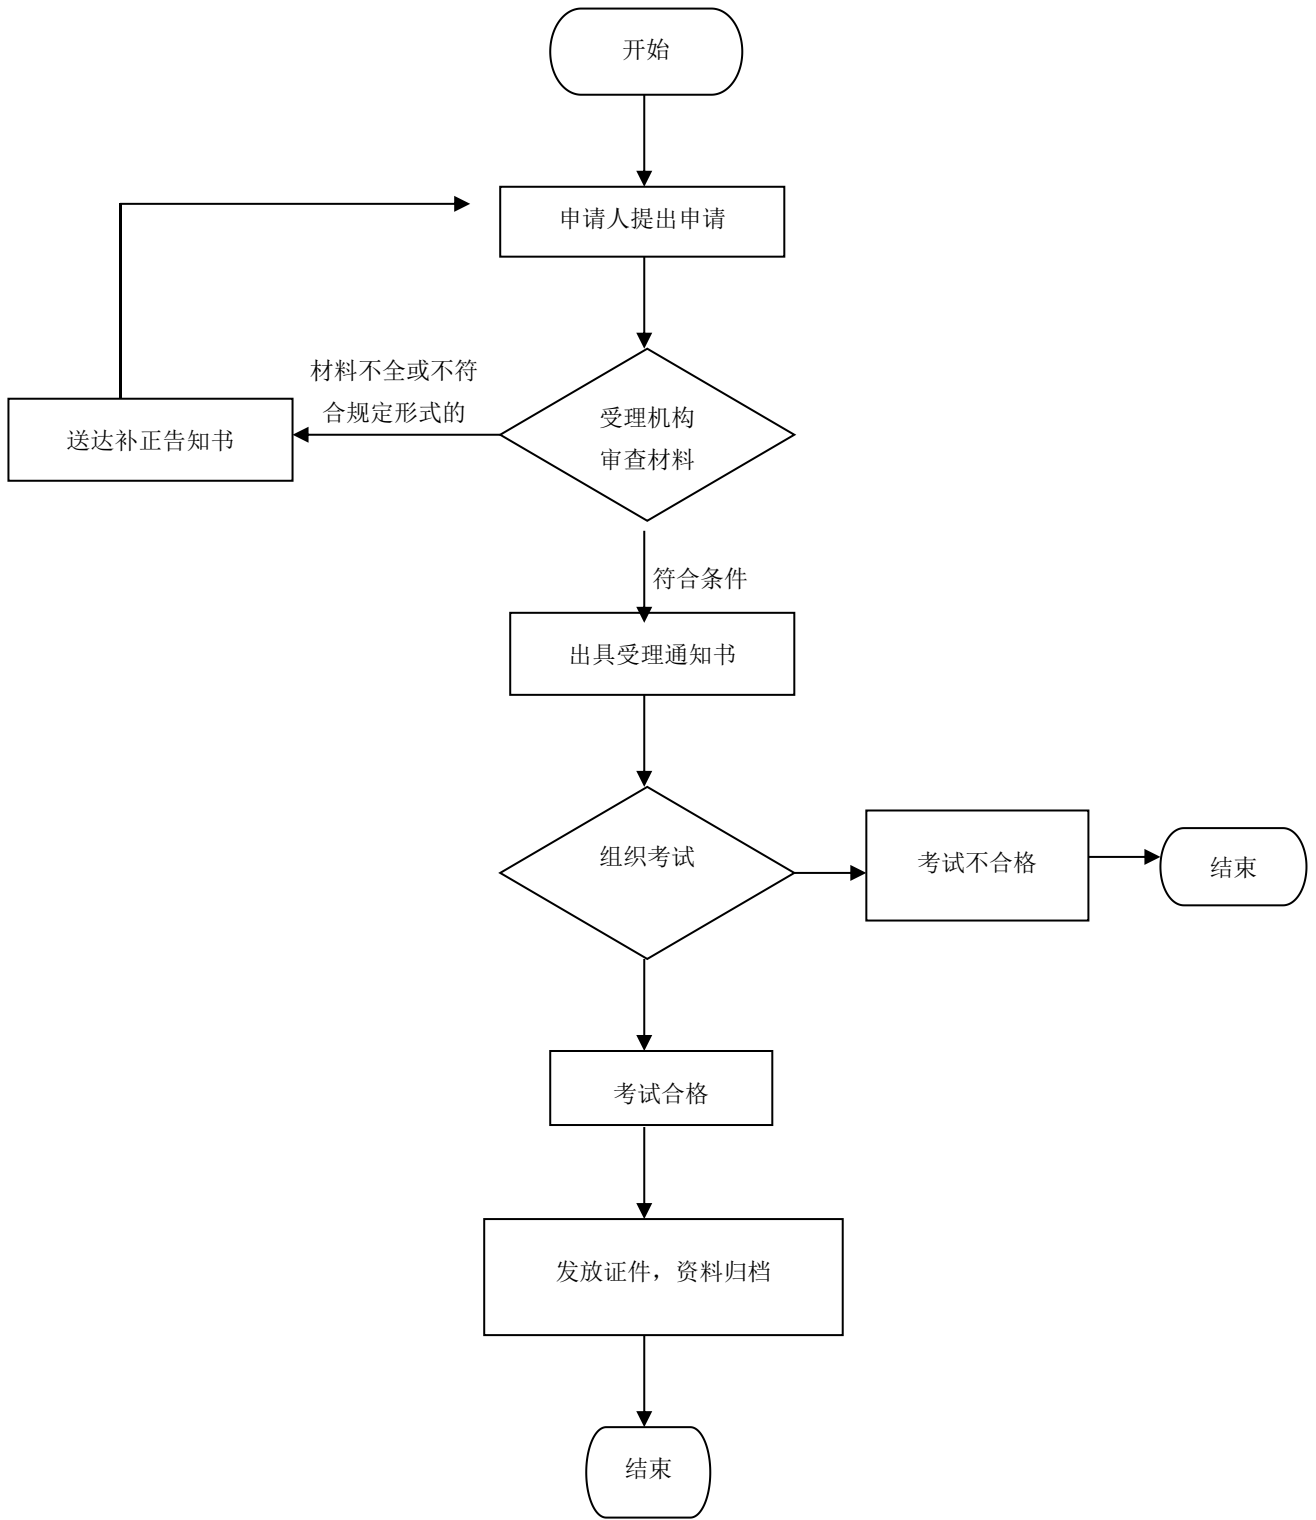 开始
申请人提出申请
材料不全或不符
合规定形式的
受理机构
审查材料
送达补正告知书
符合条件
出具受理通知书
组织考试
考试不合格
结束
考试合格
发放证件，资料归档
结束